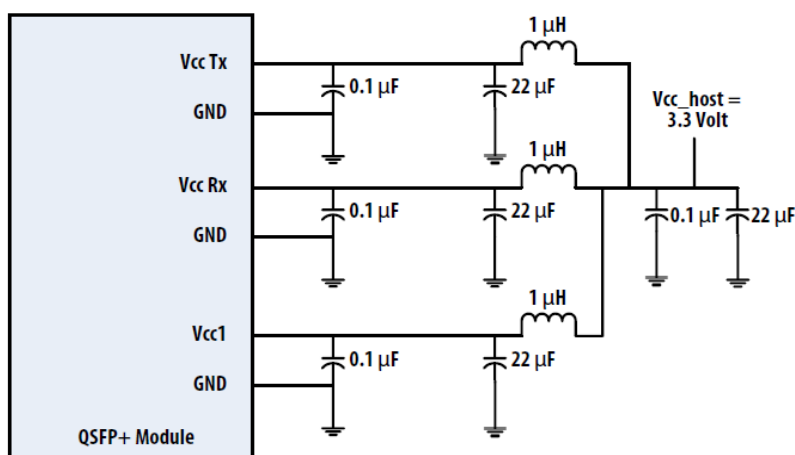 1 µH
Vcc Tx
0.1 µF
22 µF
GND
Vcc_host =
3.3 Volt
1 µH
Vcc Rx
0.1 µF
22 µF
0.1 µF
22 µF
GND
1 µH
Vcc1
0.1 µF
22 µF
GND
QSFP+ Module